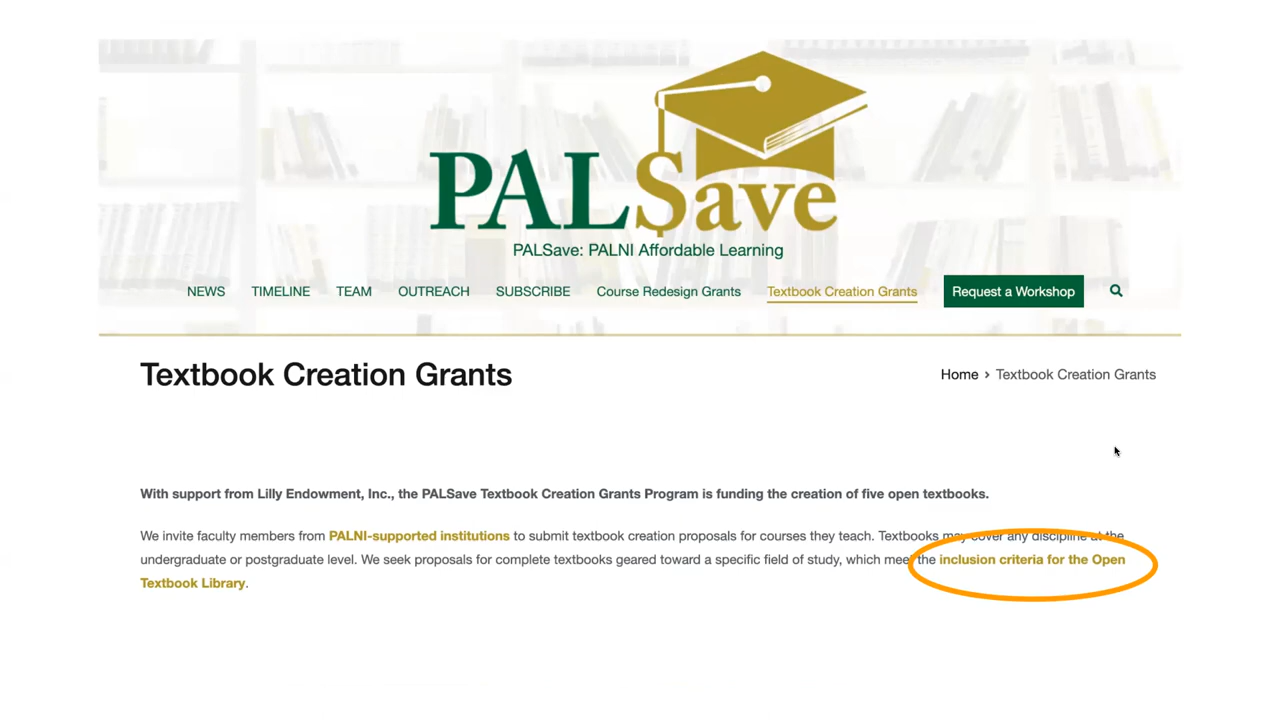 PALSave
PALSave: PALNI Affordable Learning
NEWS TIMELINE TEAM OUTREACH SUBSCRIBE Course Redesign Grants Textbook Creation Grants Request a Workshop
Textbook Creation Grants
Home > Textbook Creation Grants
With support from Lilly Endowment, Inc., the PALSave Textbook Creation Grants Program is funding the creation of five open textbooks.
We invite faculty members from PALNI-supported institutions to submit textbook creation proposals for courses they teach. Textbooks may cover any discipline at the
undergraduate or postgraduate level. We seek proposals for complete textbooks geared toward a specific field of study, which meet the inclusion criteria for the Open
Textbook Library.